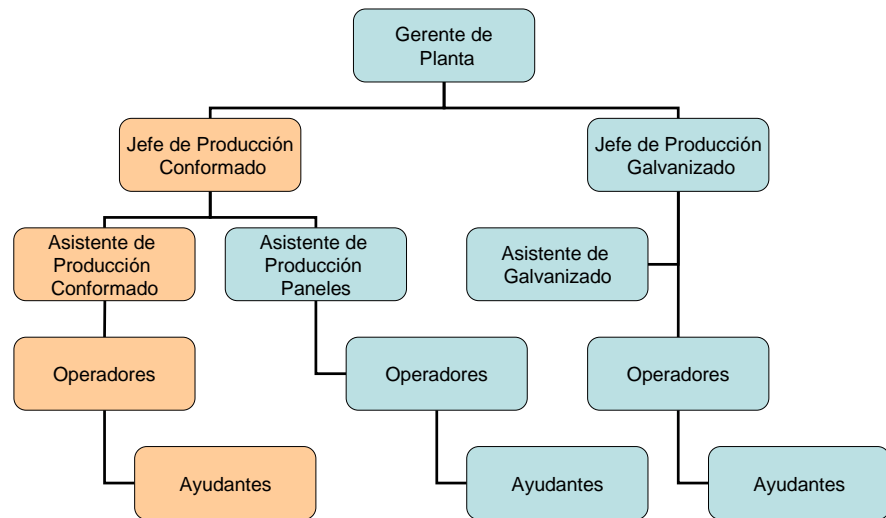 Gerente de
Planta
Jefe de Producción
Conformado
Jefe de Producción
Galvanizado
Asistente de
Producción
Conformado
Asistente de
Producción
Paneles
Asistente de
Galvanizado
Operadores
Operadores
Operadores
Ayudantes
Ayudantes
Ayudantes